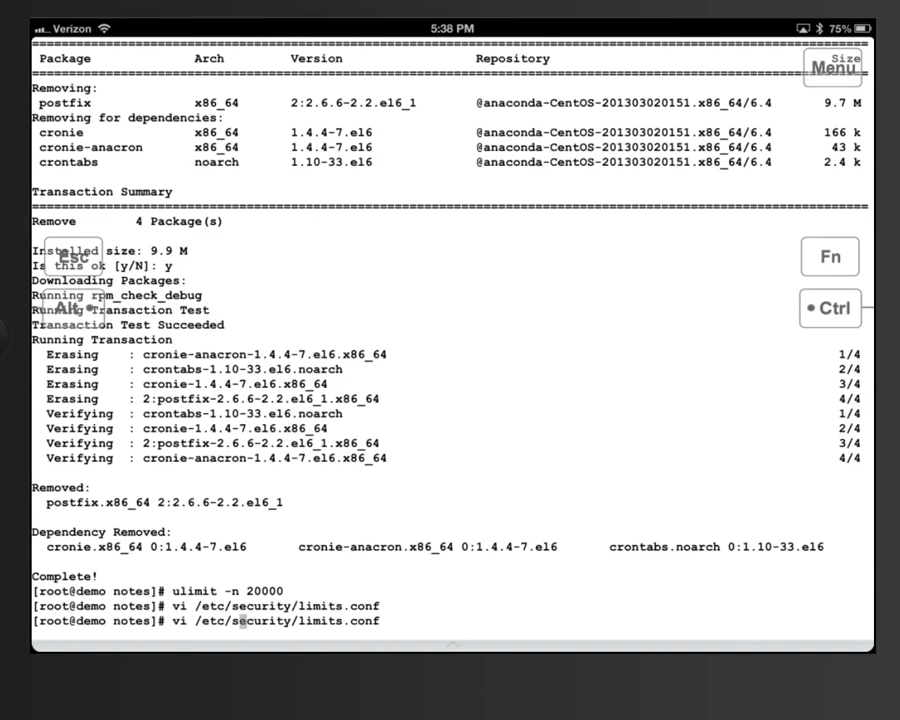 Verizon 5:38 PM 75%
Package Arch Version Repository Size
Menu
Removing:
postfix x86_64 2:2.6.6-2.2.el6_1 @anaconda-CentOS-201303020151.x86_64/6.4 9.7 M
Removing for dependencies:
cronie x86_64 1.4.4-7.el6 @anaconda-CentOS-201303020151.x86_64/6.4 166 k
cronie-anacron x86_64 1.4.4-7.el6 @anaconda-CentOS-201303020151.x86_64/6.4 43 k
crontabs noarch 1.10-33.el6 @anaconda-CentOS-201303020151.x86_64/6.4 2.4 k
Transaction Summary
Remove 4 Package(s)
Installed size: 9.9 M
Esc Fn
Is this ok [y/N]: y
Downloading Packages:
Running rpm_check_debug
Alt Ctrl
Running Transaction Test
Transaction Test Succeeded
Running Transaction
Erasing : cronie-anacron-1.4.4-7.el6.x86_64 1/4
Erasing : crontabs-1.10-33.el6.noarch 2/4
Erasing : cronie-1.4.4-7.el6.x86_64 3/4
Erasing : 2:postfix-2.6.6-2.2.el6_1.x86_64 4/4
Verifying : crontabs-1.10-33.el6.noarch 1/4
Verifying : cronie-1.4.4-7.el6.x86_64 2/4
Verifying : 2:postfix-2.6.6-2.2.el6_1.x86_64 3/4
Verifying : cronie-anacron-1.4.4-7.el6.x86_64 4/4
Removed:
postfix.x86_64 2:2.6.6-2.2.el6_1
Dependency Removed:
cronie.x86_64 0:1.4.4-7.el6 cronie-anacron.x86_64 0:1.4.4-7.el6 crontabs.noarch 0:1.10-33.el6
Complete!
[root@demo notes]# ulimit -n 20000
[root@demo notes]# vi /etc/security/limits.conf
[root@demo notes]# vi /etc/security/limits.conf